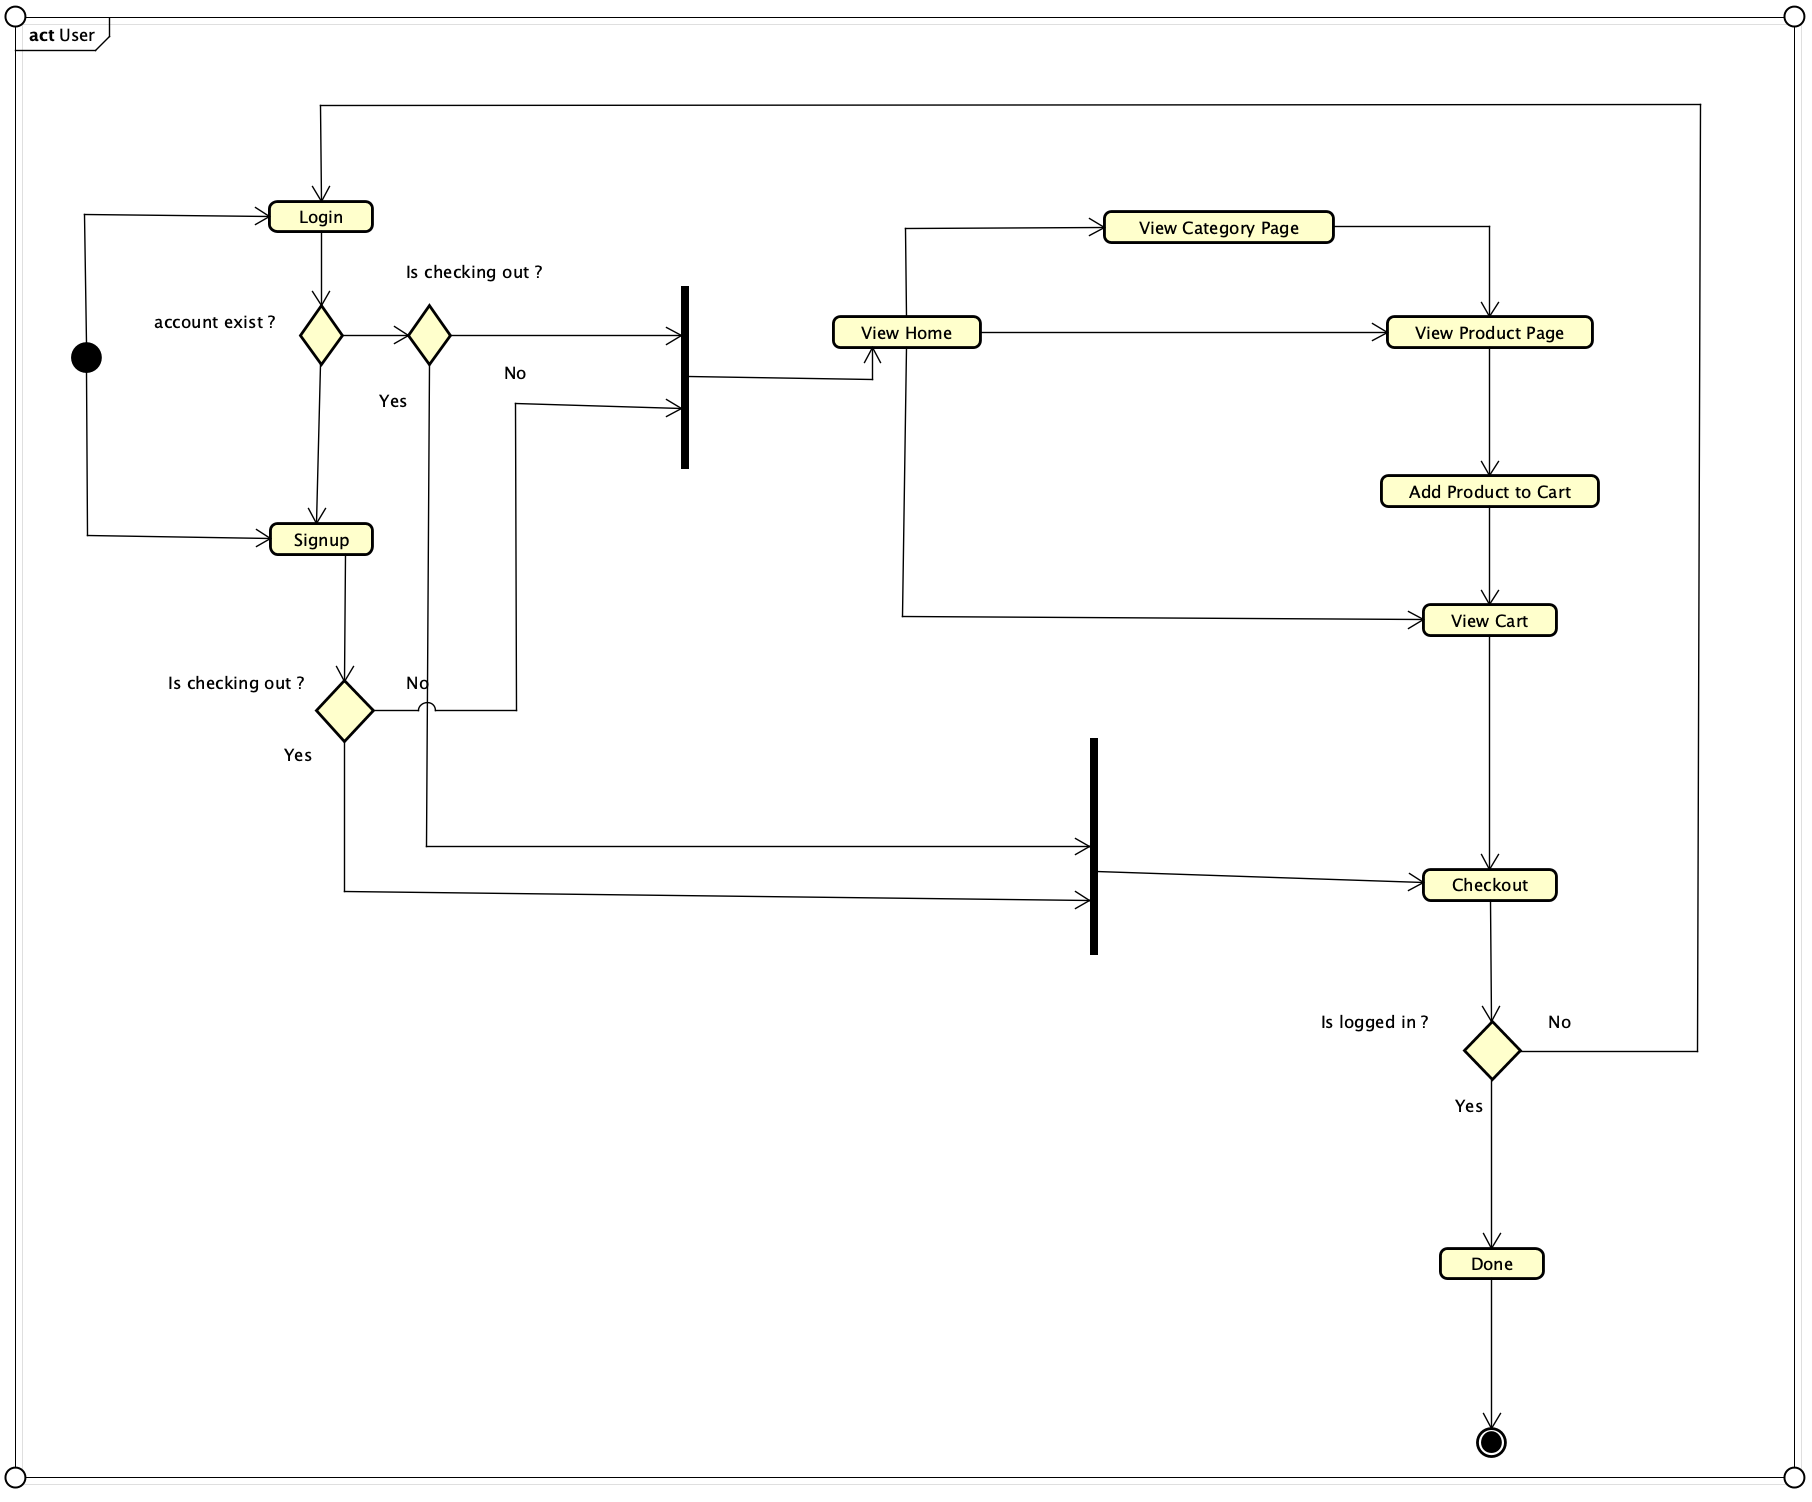 act User
Login
View Category Page
Is checking out ?
account exist ?
View Home
View Product Page
No
Yes
Add Product to Cart
Signup
View Cart
Is checking out ?
No
Yes
Checkout
Is logged in ?
No
Yes
Done